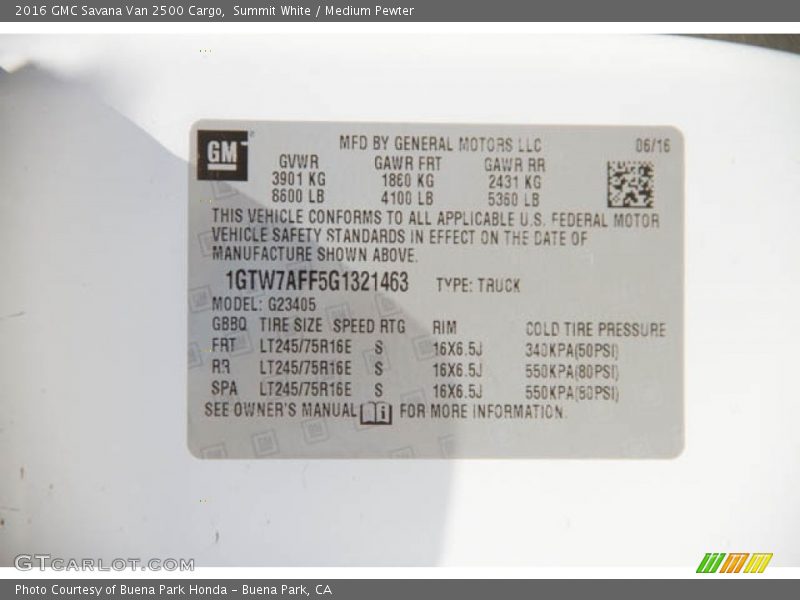 2016 GMC Savana Van 2500 Cargo, Summit White / Medium Pewter
GM
MFD BY GENERAL MOTORS LLC 06/16
GVWR GAWR FRT GAWR RR
3901 KG 1860 KG 2431 KG
8600 LB 4100 LB 5360 LB
THIS VEHICLE CONFORMS TO ALL APPLICABLE U.S. FEDERAL MOTOR
VEHICLE SAFETY STANDARDS IN EFFECT ON THE DATE OF
MANUFACTURE SHOWN ABOVE.
1GTW7AFF5G1321463 TYPE: TRUCK
MODEL: G23405
GBBQ TIRE SIZE SPEED RTG RIM COLD TIRE PRESSURE
FRT LT245/75R16E S 16X6.5J 340KPA(50PSI)
RR LT245/75R16E S 16X6.5J 550KPA(80PSI)
SPA LT245/75R16E S 16X6.5J 550KPA(80PSI)
SEE OWNER'S MANUAL i FOR MORE INFORMATION.
GTCARLOT.COM
Photo Courtesy of Buena Park Honda - Buena Park, CA